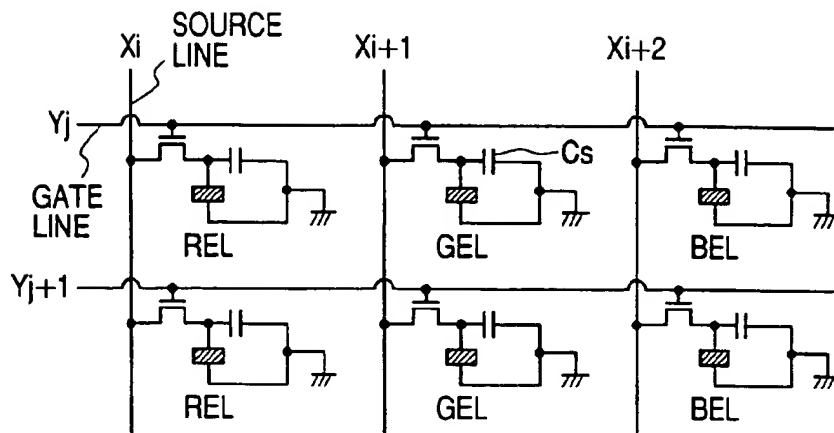 SOURCE LINE
Xi
Xi+1
Xi+2
Yj
GATE LINE
Cs
REL
GEL
BEL
Yj+1
REL
GEL
BEL